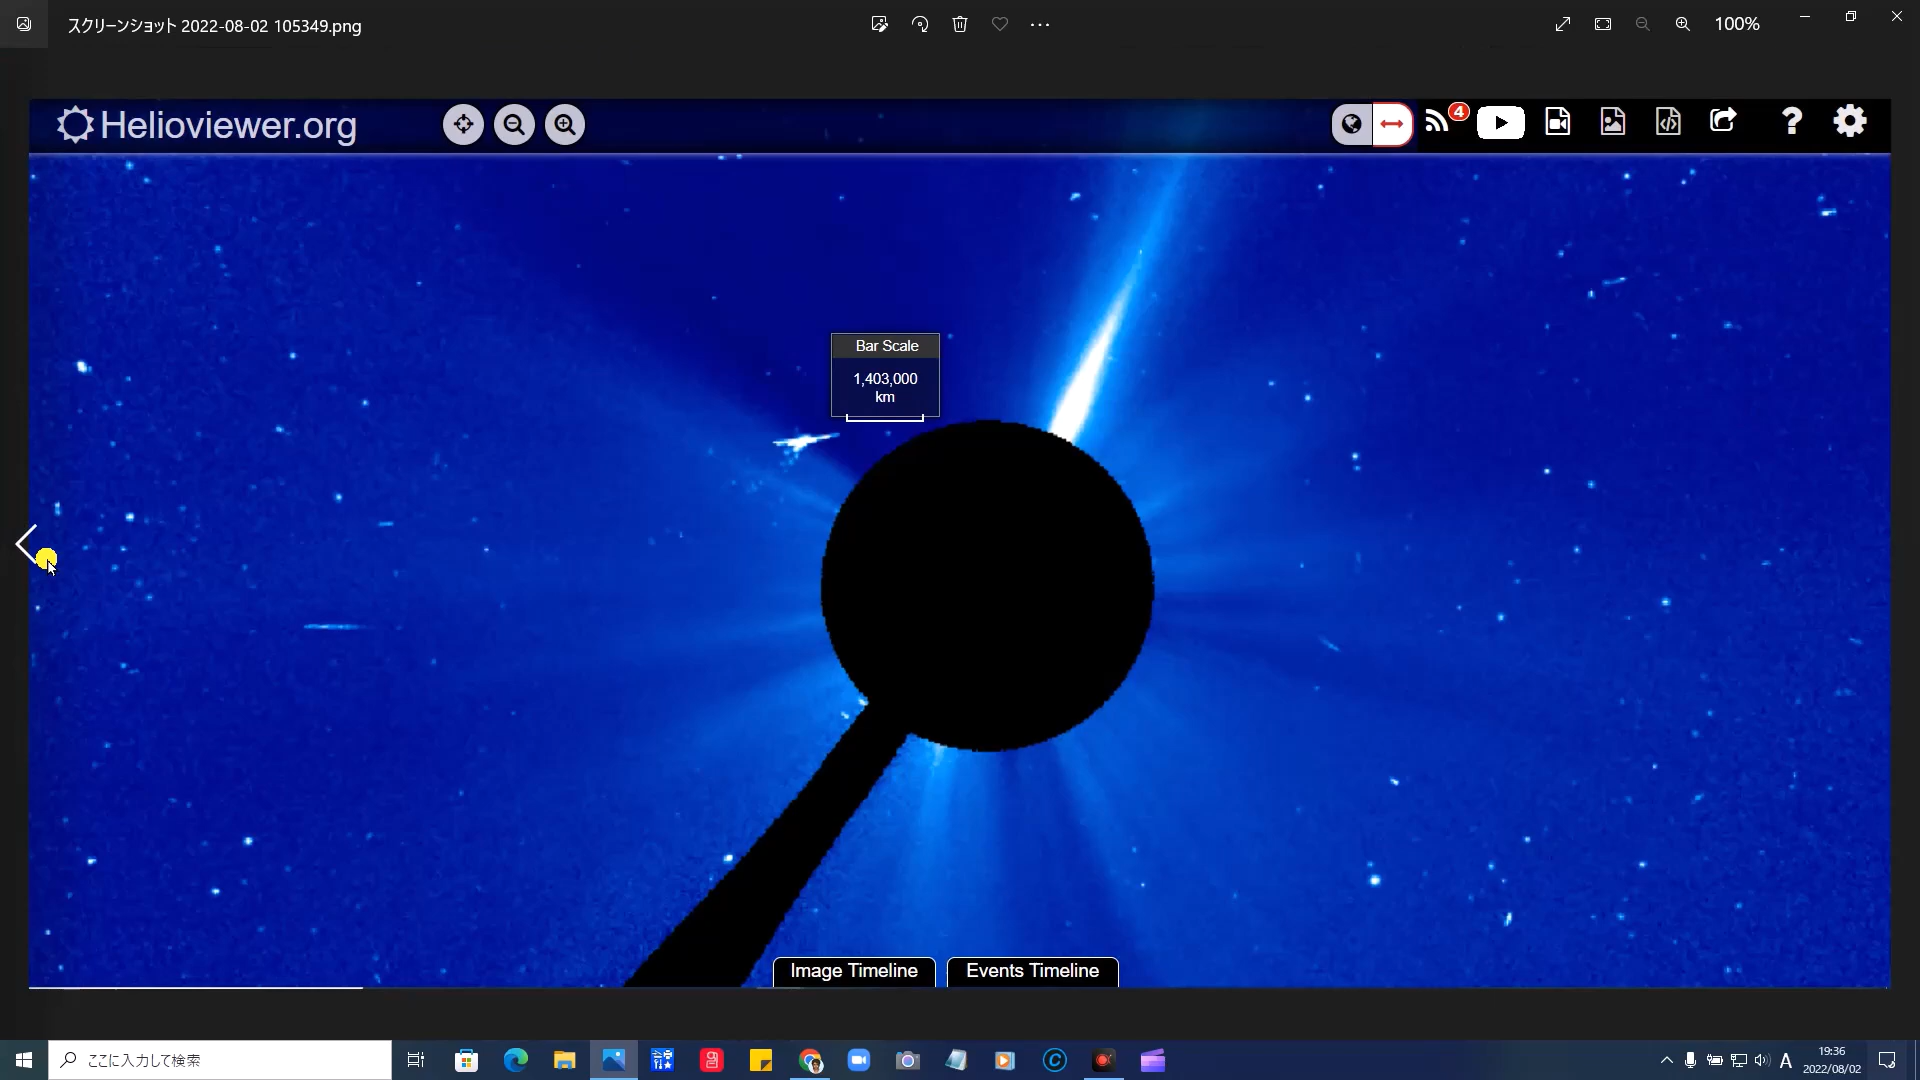 スクリーンショット 2022-08-02 105349.png
100%
Helioviewer.org
4
?
Bar Scale
1,403,000
km
Image Timeline
Events Timeline
ここに入力して検索
A
19:36
2022/08/02